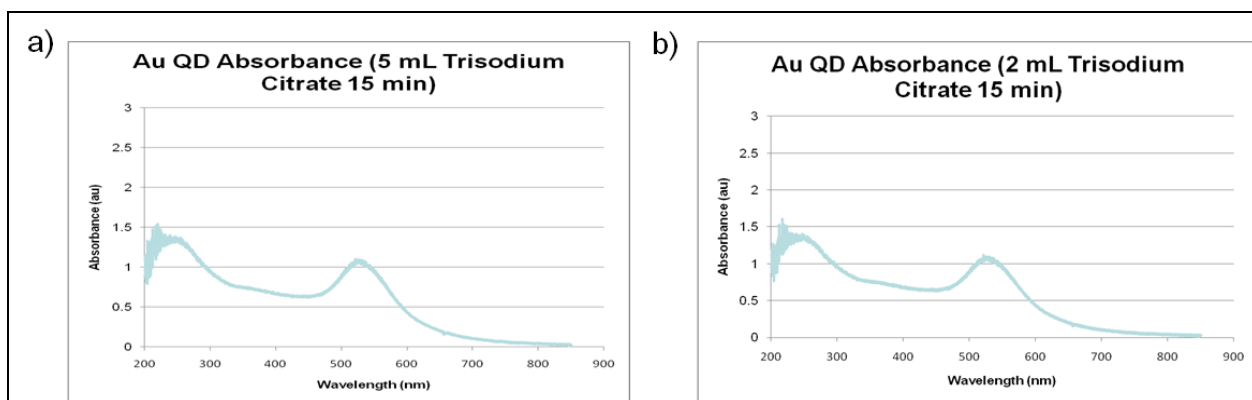 a)
Au QD Absorbance (5 mL Trisodium
Citrate 15 min)
3
2.5
2
1.5
1
0.5
0
Absorbance (au)
200 300 400 500 600 700 800 900
Wavelength (nm)
b)
Au QD Absorbance (2 mL Trisodium
Citrate 15 min)
3
2.5
2
1.5
1
0.5
0
Absorbance (au)
200 300 400 500 600 700 800 900
Wavelength (nm)